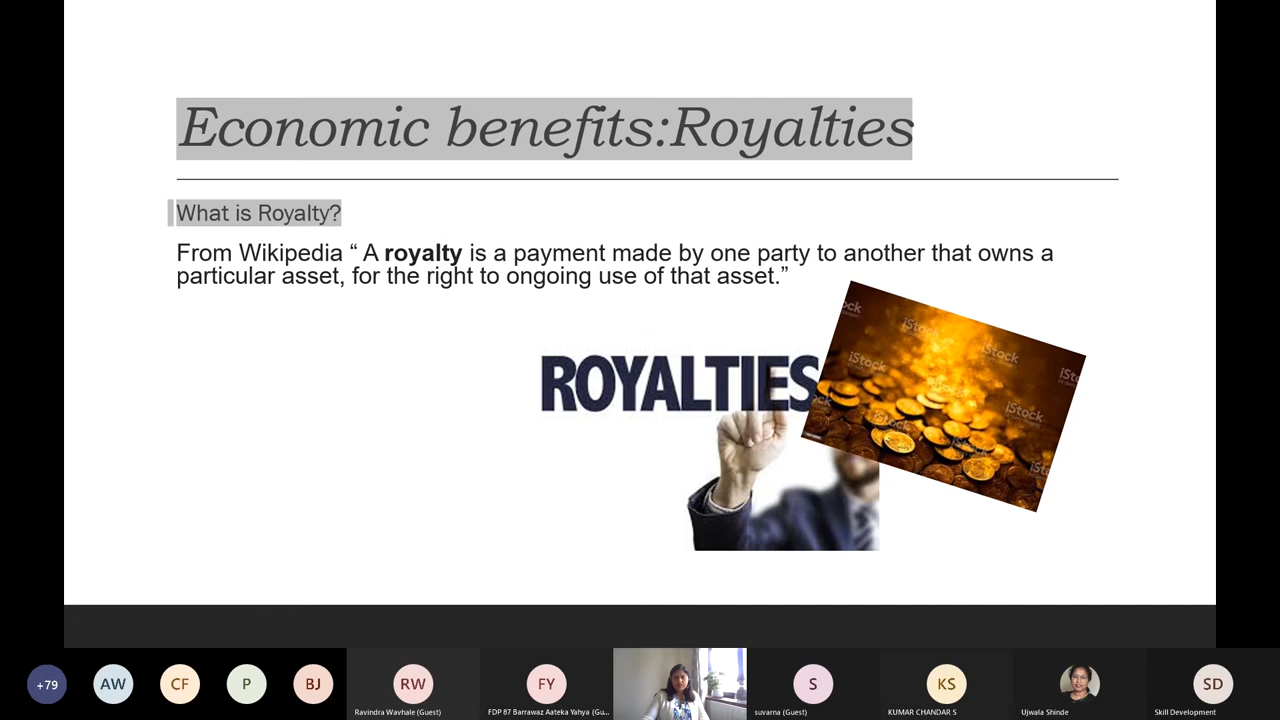 Economic benefits:Royalties
What is Royalty?
From Wikipedia “ A royalty is a payment made by one party to another that owns a
particular asset, for the right to ongoing use of that asset.”
ROYALTIES
iStock
iStock
iStock
iStock
+79
AW
CF
P
BJ
RW
FY
S
KS
SD
Ravindra Wavhale (Guest)
FDP 87 Barrawaz Aateka Yahya (Gu...
suvarna (Guest)
KUMAR CHANDAR S
Ujwala Shinde
Skill Development